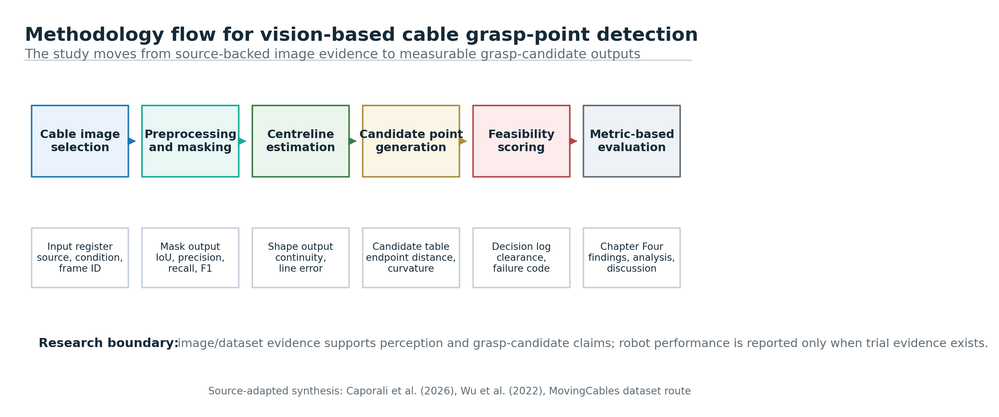 Methodology flow for vision-based cable grasp-point detection
The study moves from source-backed image evidence to measurable grasp-candidate outputs
Cable image
selection
Preprocessing
and masking
Centreline
estimation
Candidate point
generation
Feasibility
scoring
Metric-based
evaluation
Input register
source, condition,
frame ID
Mask output
IoU, precision,
recall, F1
Shape output
continuity,
line error
Candidate table
endpoint distance,
curvature
Decision log
clearance,
failure code
Chapter Four
findings, analysis,
discussion
Research boundary: image/dataset evidence supports perception and grasp-candidate claims; robot performance is reported only when trial evidence exists.
Source-adapted synthesis: Caporali et al. (2026), Wu et al. (2022), MovingCables dataset route